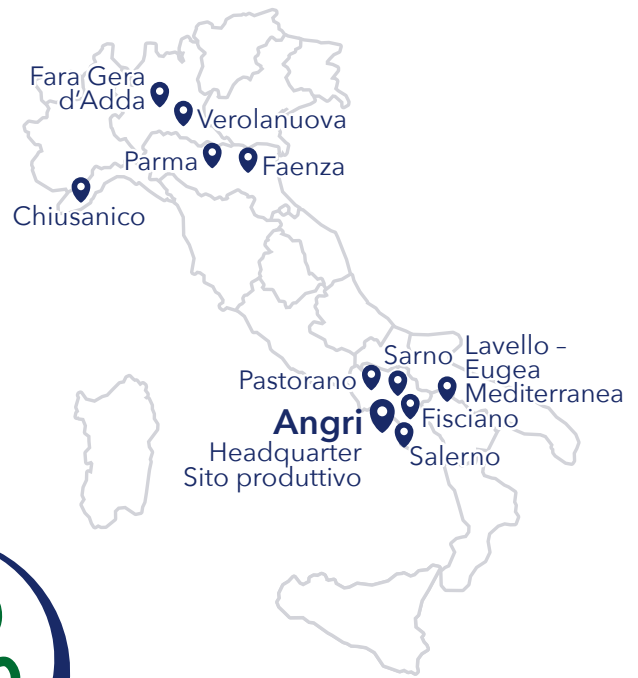 Fara Gera
d'Adda
Verolanuova
Parma
Faenza
Chiusanico
Sarno
Lavello –
Eugea
Mediterranea
Pastorano
Angri
Fisciano
Headquarter
Salerno
Sito produttivo